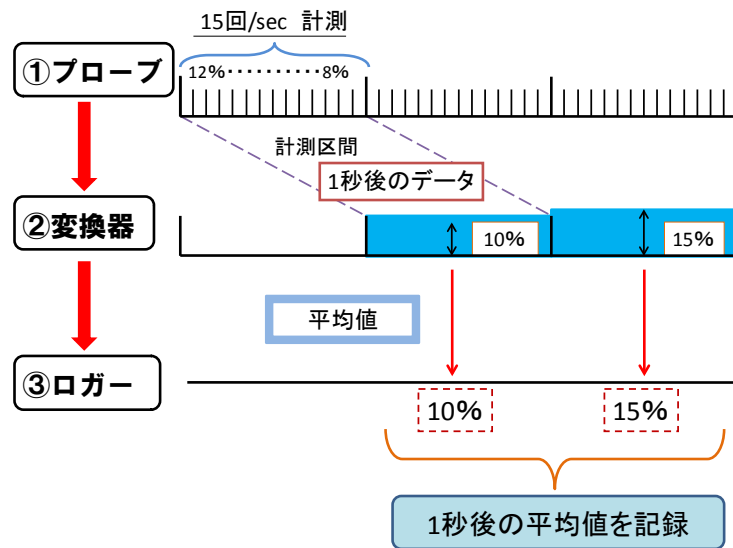 15回/sec 計測
①プローブ
12%・・・・・・・・・8%
計測区間
1秒後のデータ
②変換器
10%
15%
平均値
③ロガー
10%
15%
1秒後の平均値を記録